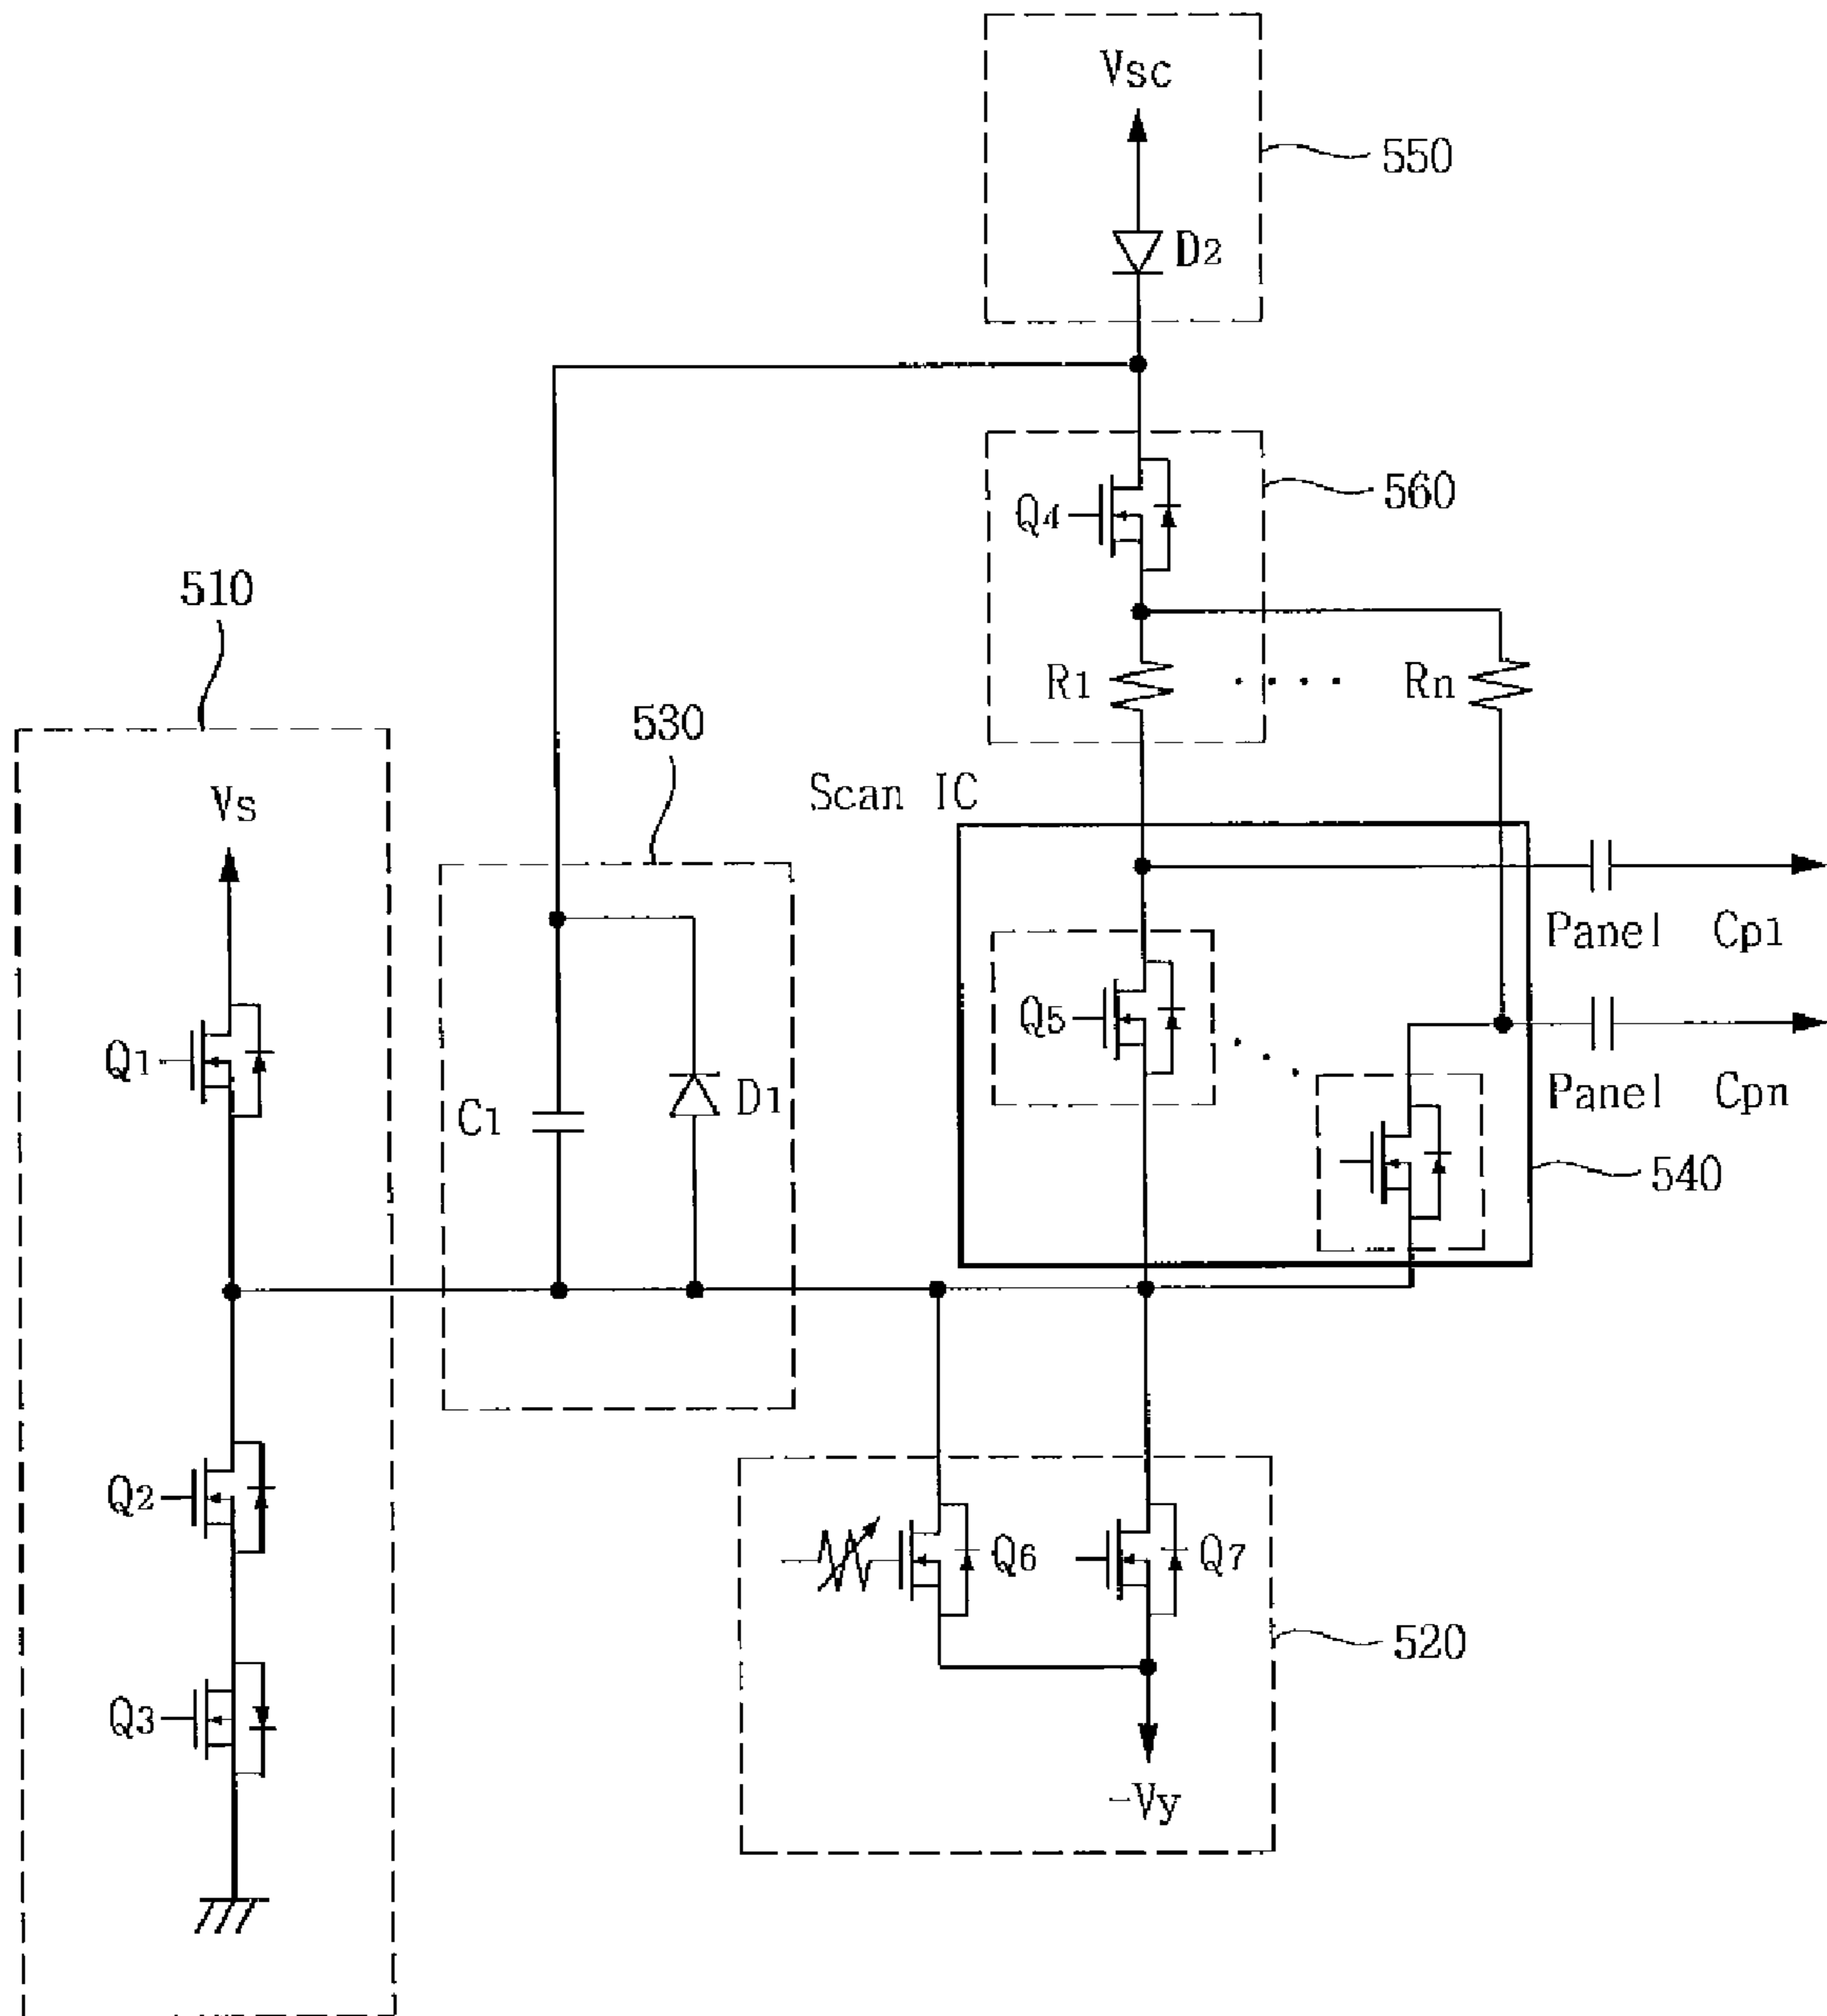 Vsc
550
D2
Q4
560
510
R1
Rn
530
Vs
Scan IC
Panel Cp1
Q5
Q1
Panel Cpn
C1
D1
540
Q2
Q6
Q7
520
Q3
-Vy